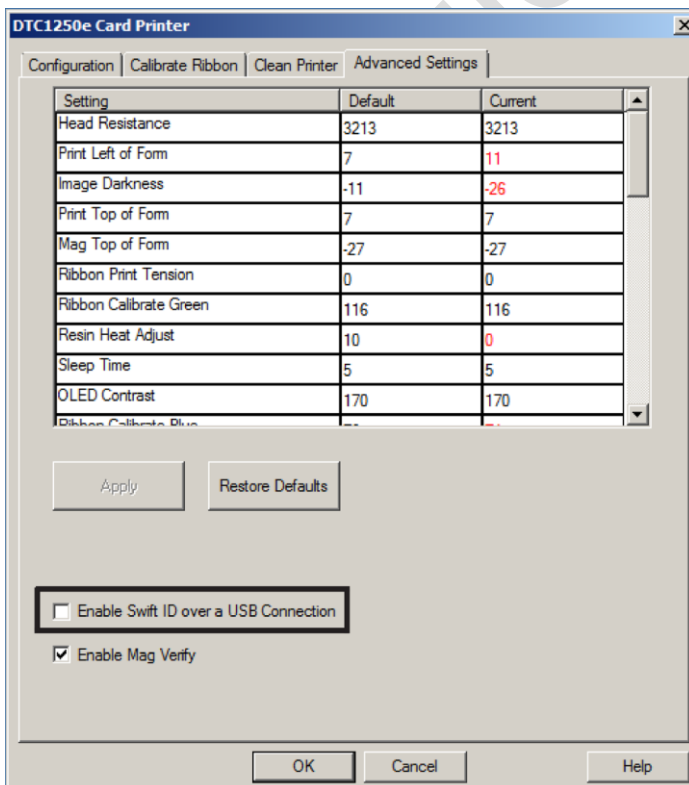 DTC1250e Card Printer
Configuration Calibrate Ribbon Clean Printer Advanced Settings
Setting Default Current
Head Resistance 3213 3213
Print Left of Form 7 11
Image Darkness -11 -26
Print Top of Form 7 7
Mag Top of Form -27 -27
Ribbon Print Tension 0 0
Ribbon Calibrate Green 116 116
Resin Heat Adjust 10 0
Sleep Time 5 5
OLED Contrast 170 170
Ribbon Calibrate Blue
Apply Restore Defaults
Enable Swift ID over a USB Connection
Enable Mag Verify
OK Cancel Help